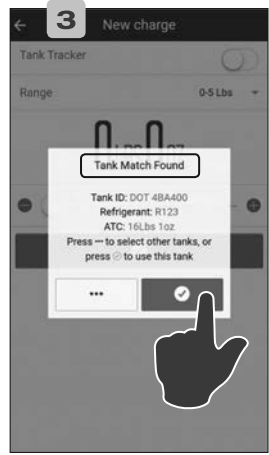 3
New charge
Tank Tracker
Range 0-5 Lbs
Tank Match Found
Tank ID: DOT 4BA400
Refrigerant: R123
ATC: 16Lbs 1oz
Press ••• to select other tanks, or
press ✓ to use this tank
•••